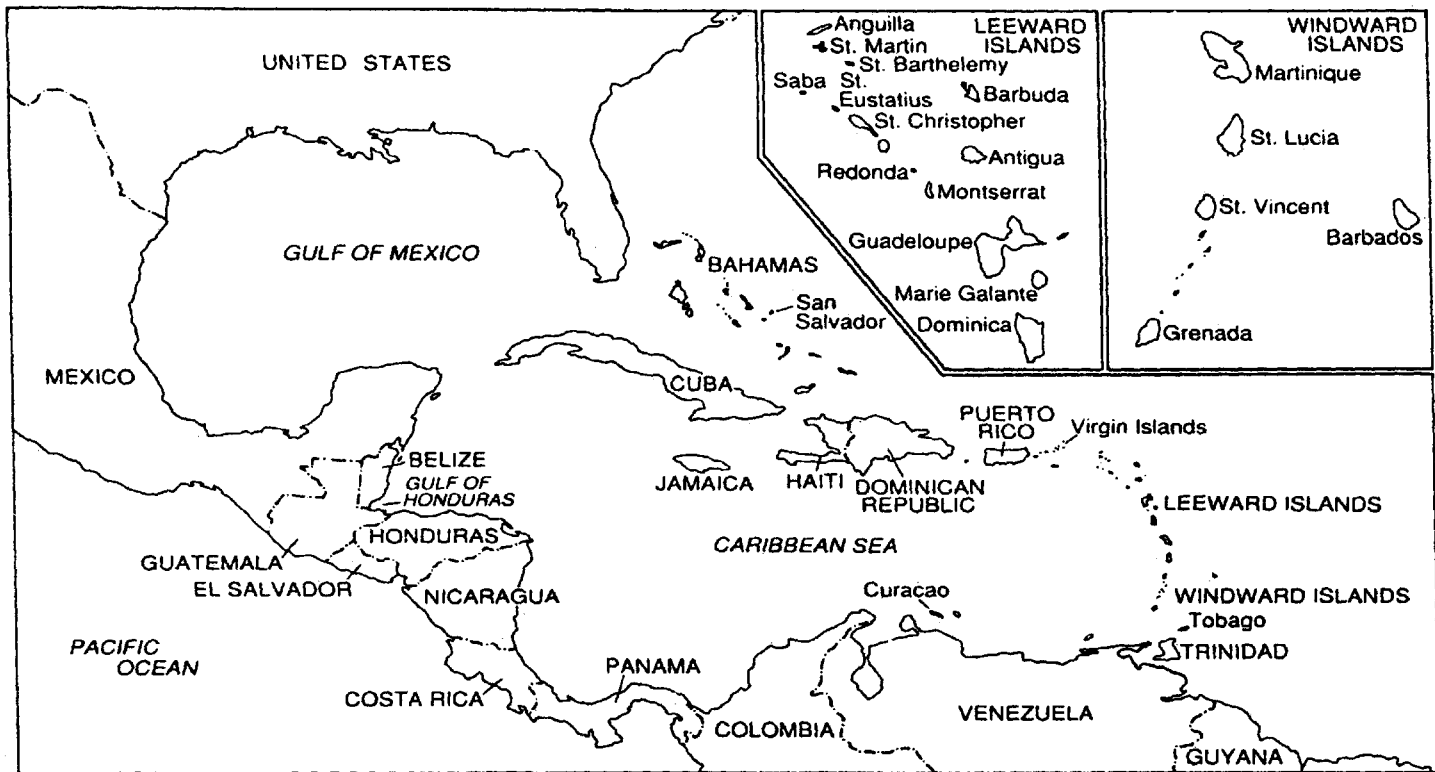 UNITED STATES
GULF OF MEXICO
MEXICO
BAHAMAS
San
Salvador
CUBA
BELIZE
GULF OF
HONDURAS
JAMAICA
HAITI
DOMINICAN
REPUBLIC
PUERTO
RICO
Virgin Islands
LEEWARD ISLANDS
GUATEMALA
HONDURAS
EL SALVADOR
NICARAGUA
CARIBBEAN SEA
Curacao
WINDWARD ISLANDS
Tobago
TRINIDAD
PACIFIC
OCEAN
COSTA RICA
PANAMA
COLOMBIA
VENEZUELA
GUYANA
LEEWARD
ISLANDS
Anguilla
St. Martin
St. Barthelemy
Saba
St.
Eustatius
Barbuda
St. Christopher
Antigua
Redonda
Montserrat
Guadeloupe
Marie Galante
Dominica
WINDWARD
ISLANDS
Martinique
St. Lucia
St. Vincent
Barbados
Grenada